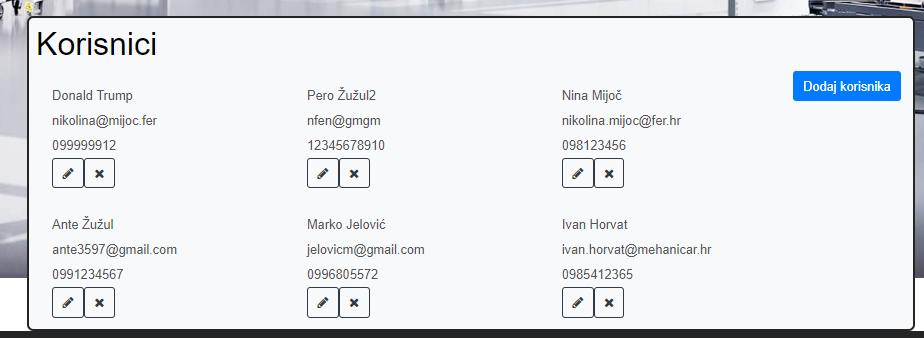 Korisnici
Dodaj korisnika
Donald Trump
nikolina@mijoc.fer
099999912
Pero Žužul2
nfen@gmgm
12345678910
Nina Mijoč
nikolina.mijoc@fer.hr
098123456
Ante Žužul
ante3597@gmail.com
0991234567
Marko Jelović
jelovicm@gmail.com
0996805572
Ivan Horvat
ivan.horvat@mehanicar.hr
0985412365